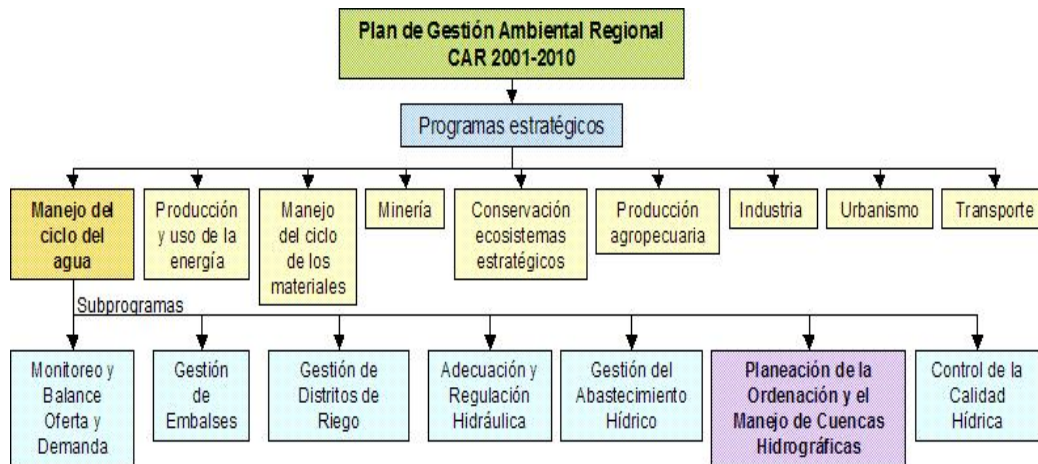 Plan de Gestión Ambiental Regional
CAR 2001-2010
Programas estratégicos
Manejo del
ciclo del
agua
Producción
y uso de la
energía
Manejo
del ciclo
de los
materiales
Minería
Conservación
ecosistemas
estratégicos
Producción
agropecuaria
Industria
Urbanismo
Transporte
Subprogramas
Monitoreo y
Balance
Oferta y
Demanda
Gestión
de
Embalses
Gestión de
Distritos de
Riego
Adecuación y
Regulación
Hidráulica
Gestión del
Abastecimiento
Hídrico
Planeación de la
Ordenación y el
Manejo de Cuencas
Hidrográficas
Control de la
Calidad
Hídrica